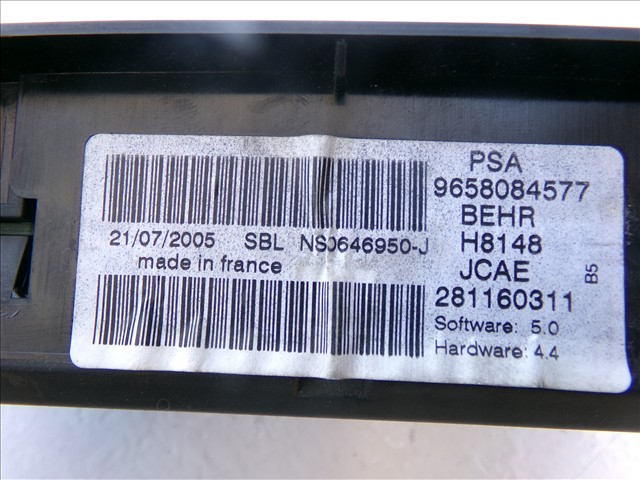 PSA
9658084577
BEHR
H8148
JCAE
281160311
Software: 5.0
Hardware: 4.4
B5
21/07/2005 SBL NS0646950-J
made in france